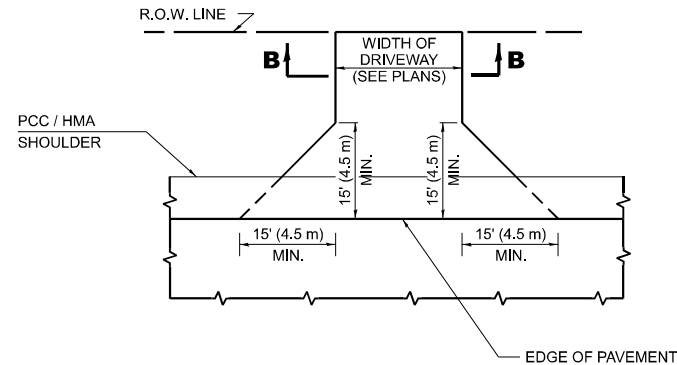 R.O.W. LINE
WIDTH OF
DRIVEWAY
(SEE PLANS)
B
B
PCC / HMA
SHOULDER
15' (4.5 m)
MIN.
15' (4.5 m)
MIN.
15' (4.5 m)
MIN.
15' (4.5 m)
MIN.
EDGE OF PAVEMENT